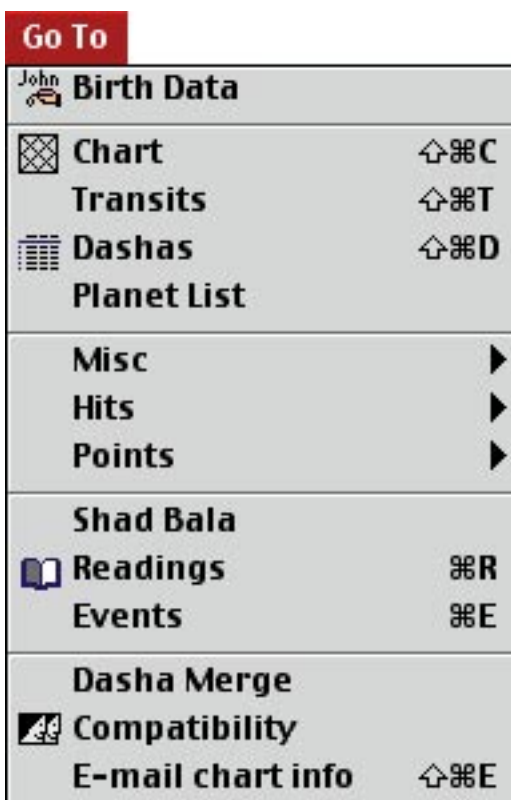 Go To
John Birth Data
Chart ⇧⌘C
Transits ⇧⌘T
Dashas ⇧⌘D
Planet List
Misc
Hits
Points
Shad Bala
Readings ⌘R
Events ⌘E
Dasha Merge
Compatibility
E-mail chart info ⇧⌘E